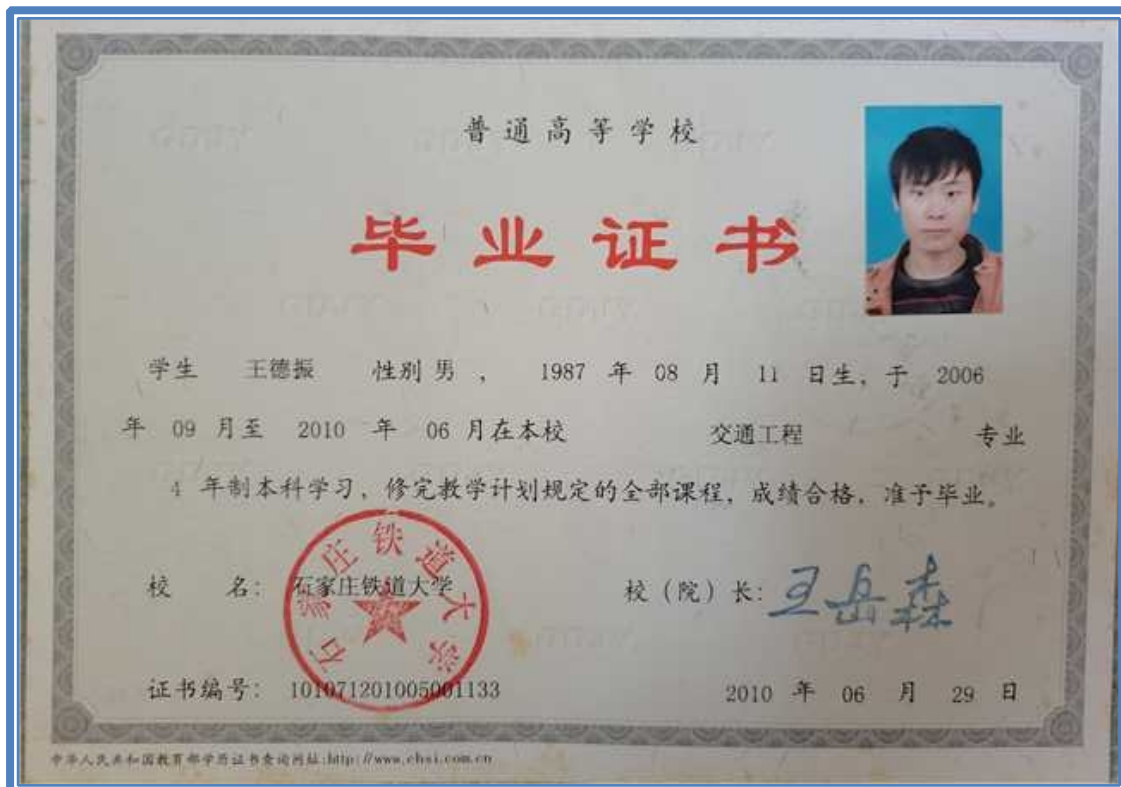 普通高等学校
毕业证书
学生 王德振 性别 男 , 1987 年 08 月 11 日生, 于 2006
年 09 月至 2010 年 06 月在本校 交通工程 专业
4 年制本科学习, 修完教学计划规定的全部课程, 成绩合格, 准予毕业。
校 名: 石家庄铁道大学 校(院)长: 王岳森
石家庄铁道大学
证书编号: 101071201005001133 2010 年 06 月 29 日
中华人民共和国教育部学历证书查询网址:http://www.chsi.com.cn